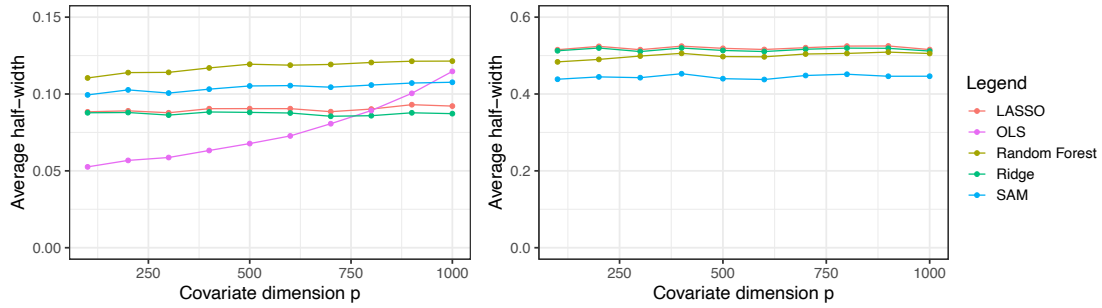 0.15
0.10
0.05
0.00
Average half−width
250
500
750
1000
Covariate dimension p
0.6
0.4
0.2
0.0
Average half−width
250
500
750
1000
Covariate dimension p
Legend
LASSO
OLS
Random Forest
Ridge
SAM